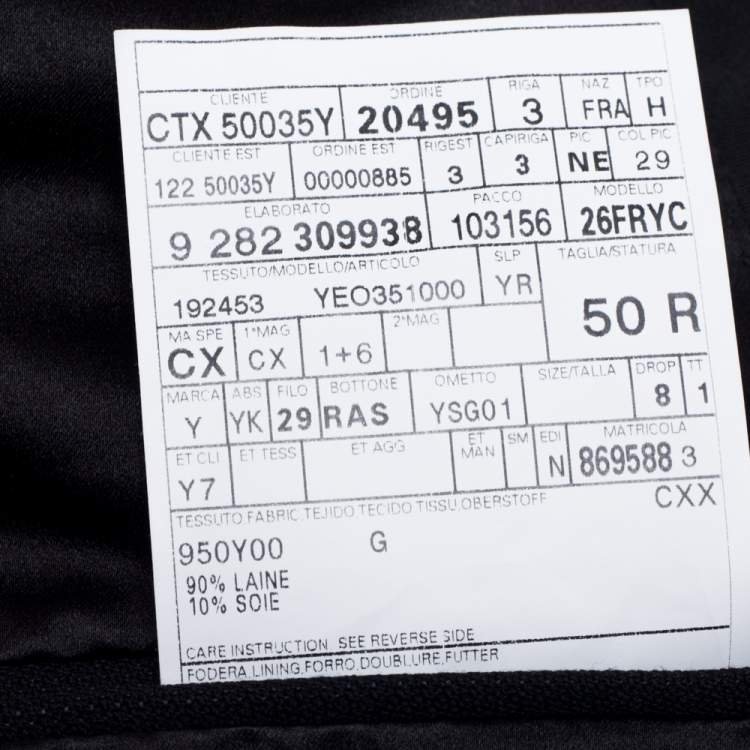 CLIENTE ORDINE RIGA NAZ TPO
CTX 50035Y 20495 3 FRA H
CLIENTE EST ORDINE EST RIGEST CAPIRIGA PIC COL PIC
122 50035Y 00000885 3 3 NE 29
ELABORATO PACCO MODELLO
9 282 309938 103156 26FRYC
TESSUTO/MODELLO/ARTICOLO SLP TAGLIA/STATURA
192453 YEO351000 YR 50 R
MA SPE 1°MAG 2°MAG
CX CX 1+6
MARCA ABS FILO BOTTONE OMETTO SIZE/TALLA DROP TT
Y YK 29 RAS YSG01 8 1
ET CLI ET TESS ET AGG ET MAN SM EDI MATRICOLA
Y7 N 869588 3
TESSUTO.FABRIC.TEJIDO TECIDO TISSU.OBERSTOFF CXX
950Y00 G
90% LAINE
10% SOIE
CARE INSTRUCTION SEE REVERSE SIDE
FODERA.LINING.FORRO.DOUBLURE.FUTTER